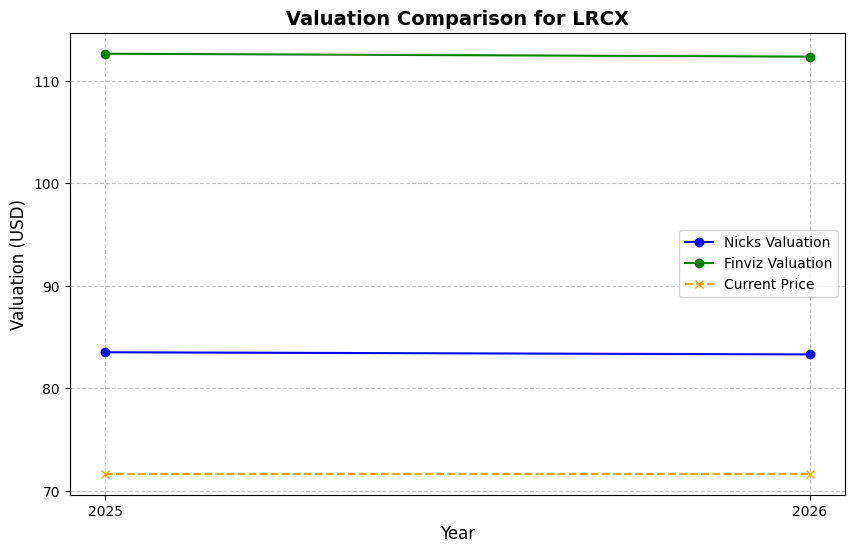 Valuation Comparison for LRCX
Valuation (USD)
110
100
90
80
70
Nicks Valuation
Finviz Valuation
Current Price
2025
2026
Year